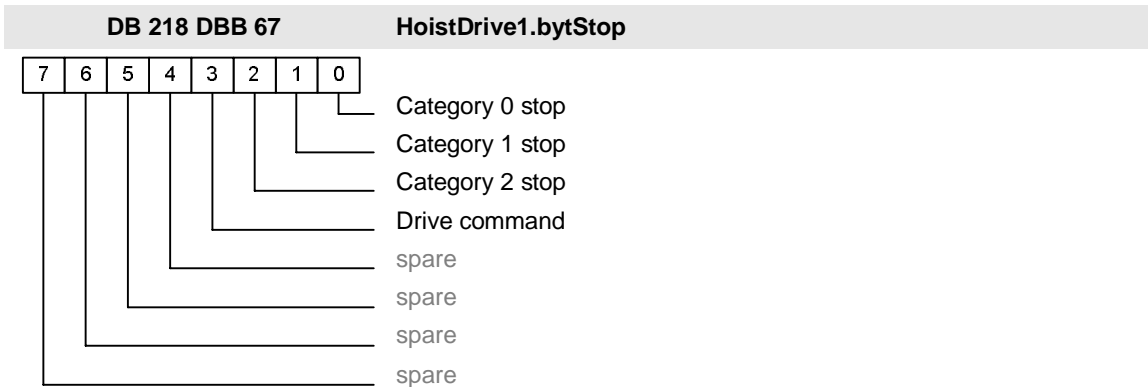 DB 218 DBB 67 HoistDrive1.bytStop
7 6 5 4 3 2 1 0
Category 0 stop
Category 1 stop
Category 2 stop
Drive command
spare
spare
spare
spare